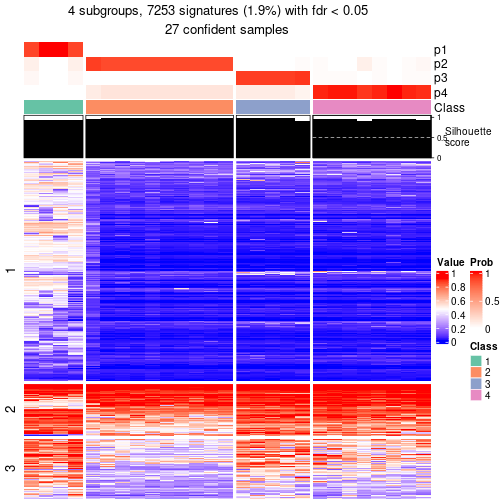 4 subgroups, 7253 signatures (1.9%) with fdr < 0.05
27 confident samples
p1
p2
p3
p4
Class
1
0.5
0
Silhouette
score
1
2
3
Value
1
0.8
0.6
0.4
0.2
0
Prob
1
0.5
0
Class
1
2
3
4